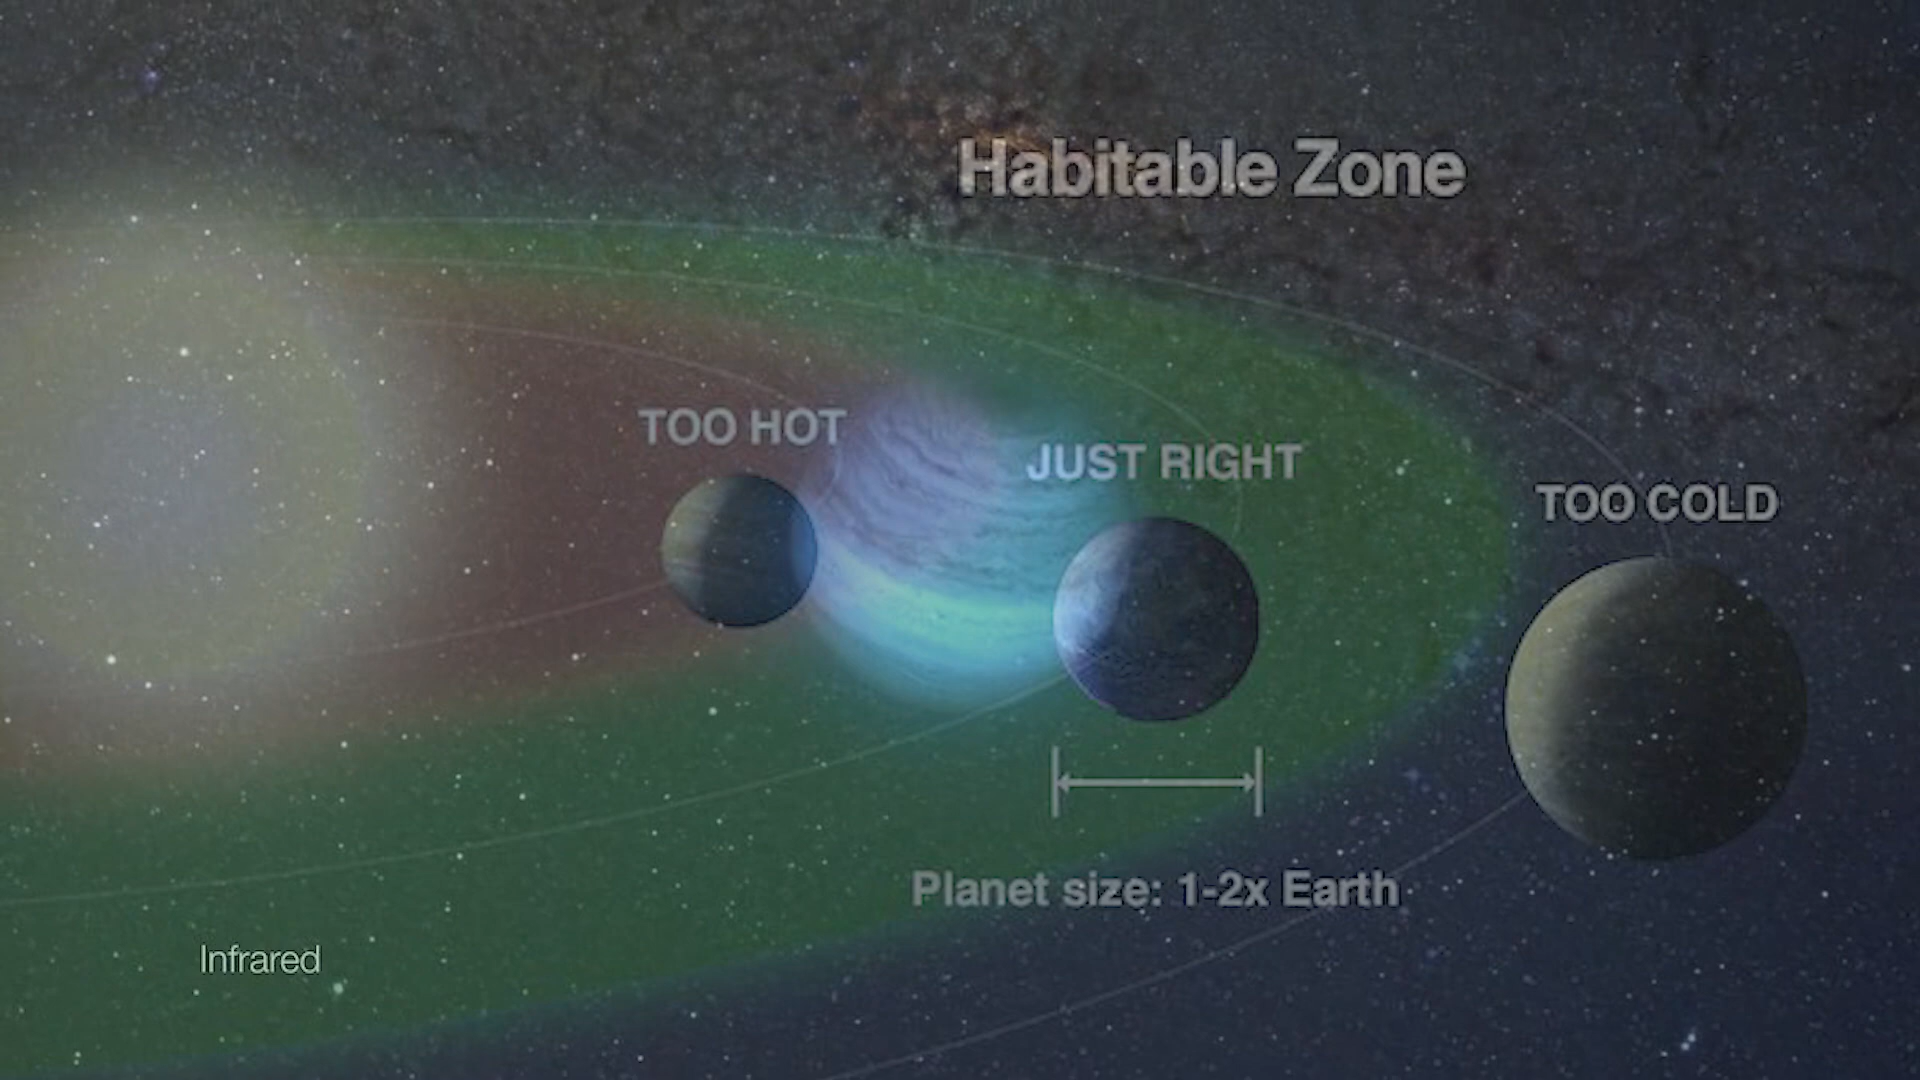 Habitable Zone
TOO HOT
JUST RIGHT
TOO COLD
Planet size: 1-2x Earth
Infrared